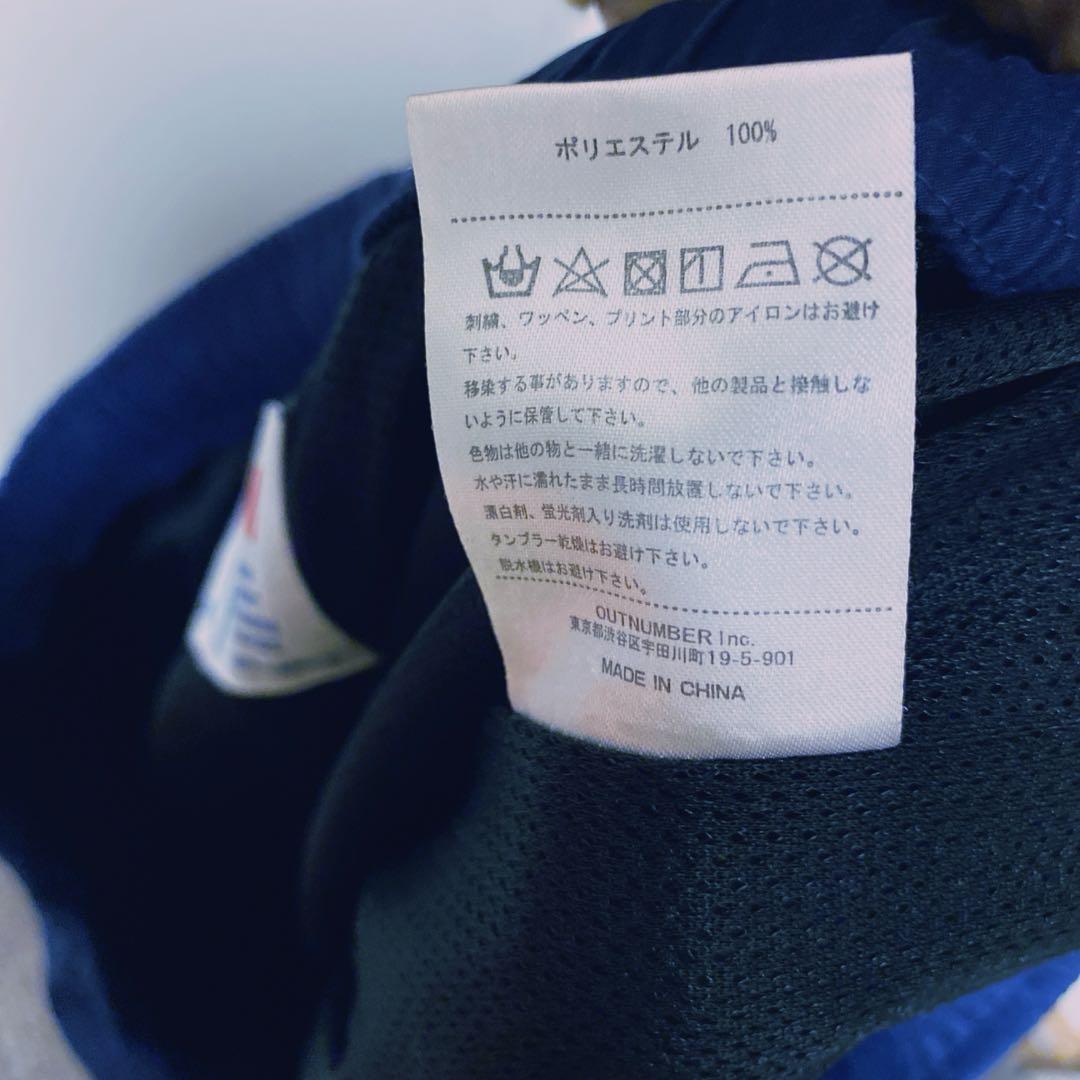 ポリエステル 100%
刺繍、ワッペン、プリント部分のアイロンはお避け
下さい。
移染する事がありますので、他の製品と接触しな
いように保管して下さい。
色物は他の物と一緒に洗濯しないで下さい。
水や汗に濡れたまま長時間放置しないで下さい。
漂白剤、蛍光剤入り洗剤は使用しないで下さい。
タンブラー乾燥はお避け下さい。
脱水機はお避け下さい。
OUTNUMBER Inc.
東京都渋谷区宇田川町19-5-901
MADE IN CHINA